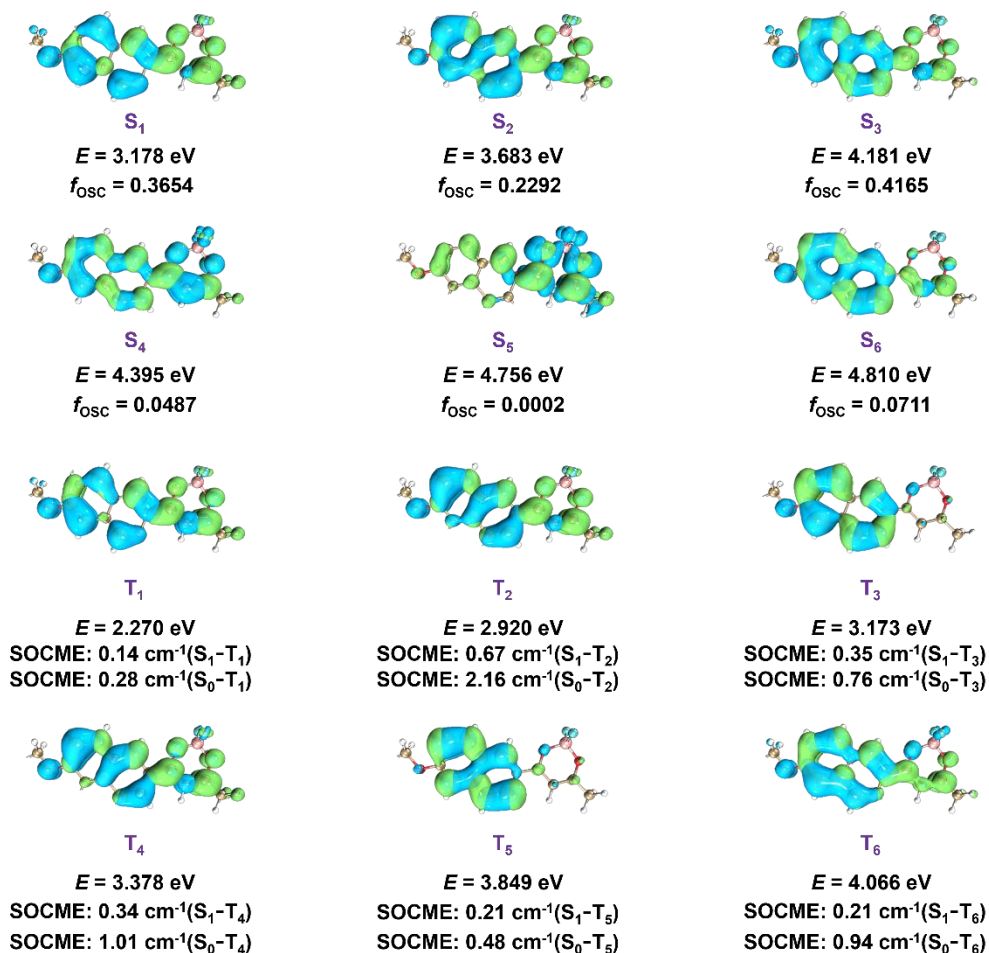 S₁ S₂ S₃
E = 3.178 eV E = 3.683 eV E = 4.181 eV
fOSC = 0.3654 fOSC = 0.2292 fOSC = 0.4165
S₄ S₅ S₆
E = 4.395 eV E = 4.756 eV E = 4.810 eV
fOSC = 0.0487 fOSC = 0.0002 fOSC = 0.0711
T₁ T₂ T₃
E = 2.270 eV E = 2.920 eV E = 3.173 eV
SOCME: 0.14 cm⁻¹(S₁-T₁) SOCME: 0.67 cm⁻¹(S₁-T₂) SOCME: 0.35 cm⁻¹(S₁-T₃)
SOCME: 0.28 cm⁻¹(S₀-T₁) SOCME: 2.16 cm⁻¹(S₀-T₂) SOCME: 0.76 cm⁻¹(S₀-T₃)
T₄ T₅ T₆
E = 3.378 eV E = 3.849 eV E = 4.066 eV
SOCME: 0.34 cm⁻¹(S₁-T₄) SOCME: 0.21 cm⁻¹(S₁-T₅) SOCME: 0.21 cm⁻¹(S₁-T₆)
SOCME: 1.01 cm⁻¹(S₀-T₄) SOCME: 0.48 cm⁻¹(S₀-T₅) SOCME: 0.94 cm⁻¹(S₀-T₆)